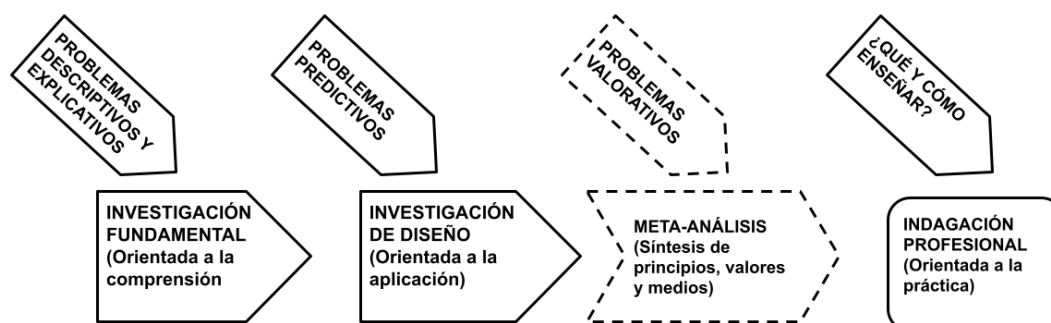 PROBLEMAS
DESCRIPTIVOS Y
EXPLICATIVOS
PROBLEMAS
PREDICTIVOS
PROBLEMAS
VALORATIVOS
¿QUÉ Y CÓMO
ENSEÑAR?
INVESTIGACIÓN
FUNDAMENTAL
(Orientada a la
comprensión
INVESTIGACIÓN
DE DISEÑO
(Orientada a la
aplicación)
META-ANÁLISIS
(Síntesis de
principios, valores
y medios)
INDAGACIÓN
PROFESIONAL
(Orientada a la
práctica)